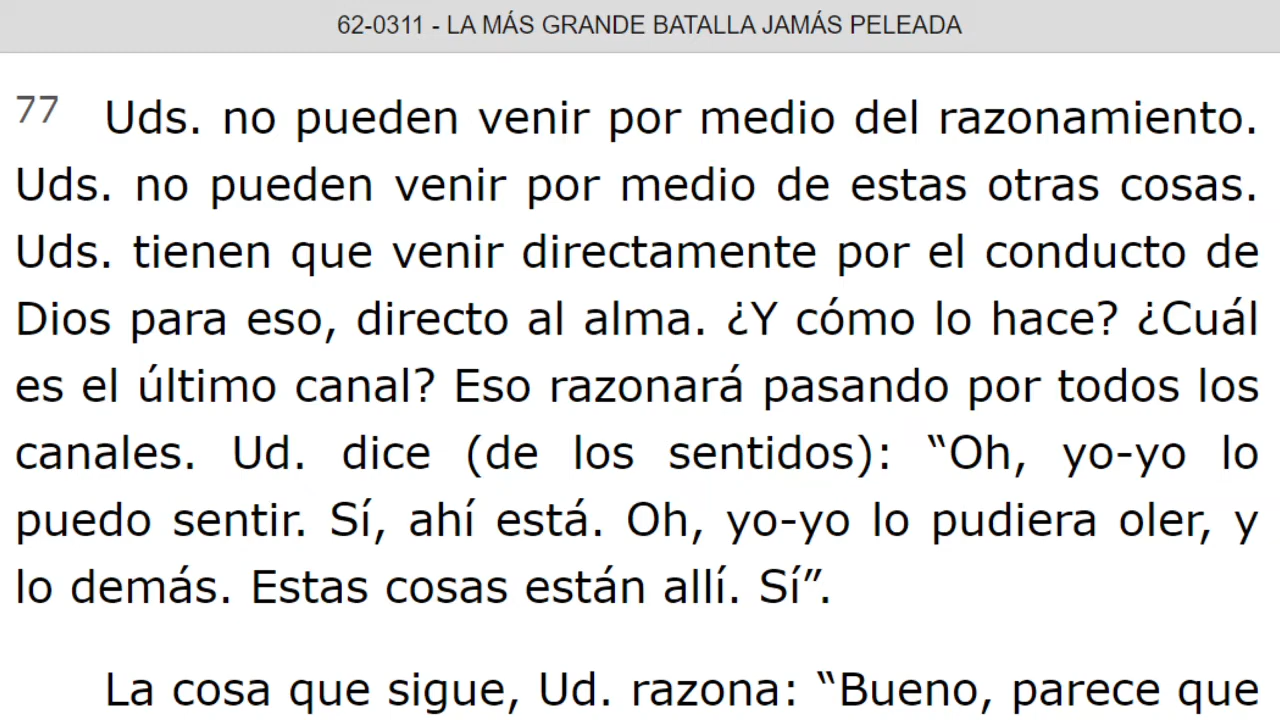 62-0311 - LA MÁS GRANDE BATALLA JAMÁS PELEADA
77 Uds. no pueden venir por medio del razonamiento.
Uds. no pueden venir por medio de estas otras cosas.
Uds. tienen que venir directamente por el conducto de
Dios para eso, directo al alma. ¿Y cómo lo hace? ¿Cuál
es el último canal? Eso razonará pasando por todos los
canales. Ud. dice (de los sentidos): “Oh, yo-yo lo
puedo sentir. Sí, ahí está. Oh, yo-yo lo pudiera oler, y
lo demás. Estas cosas están allí. Sí”.
La cosa que sigue, Ud. razona: “Bueno, parece que